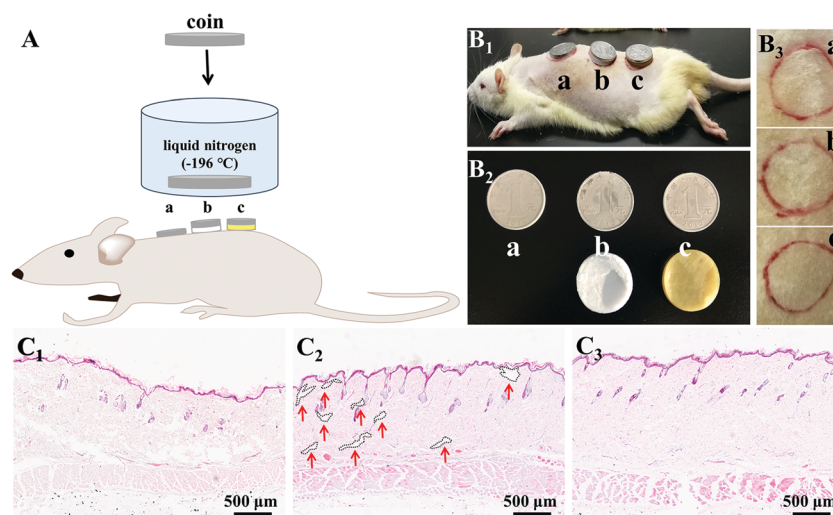 A
coin
liquid nitrogen
(-196 °C)
a b c
B1
a b c
B2
a b c
B3
a
b
C1
500 μm
C2
500 μm
C3
500 μm